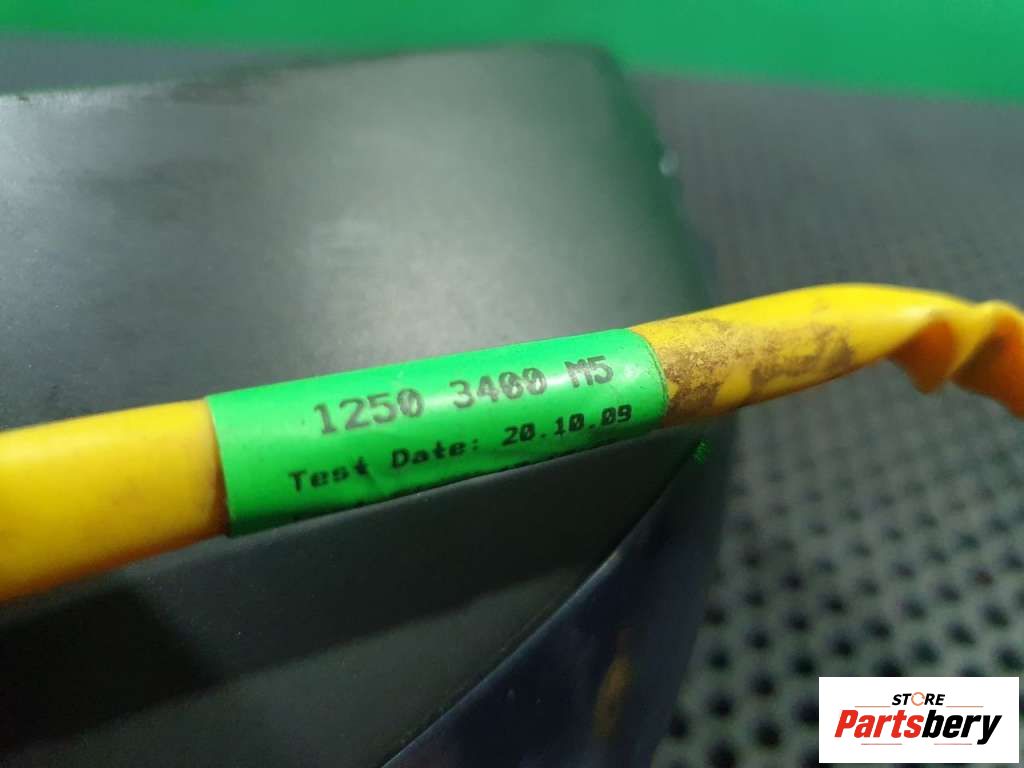 1250 3400 M5
Test Date: 20.10.09
STORE
Partsbery